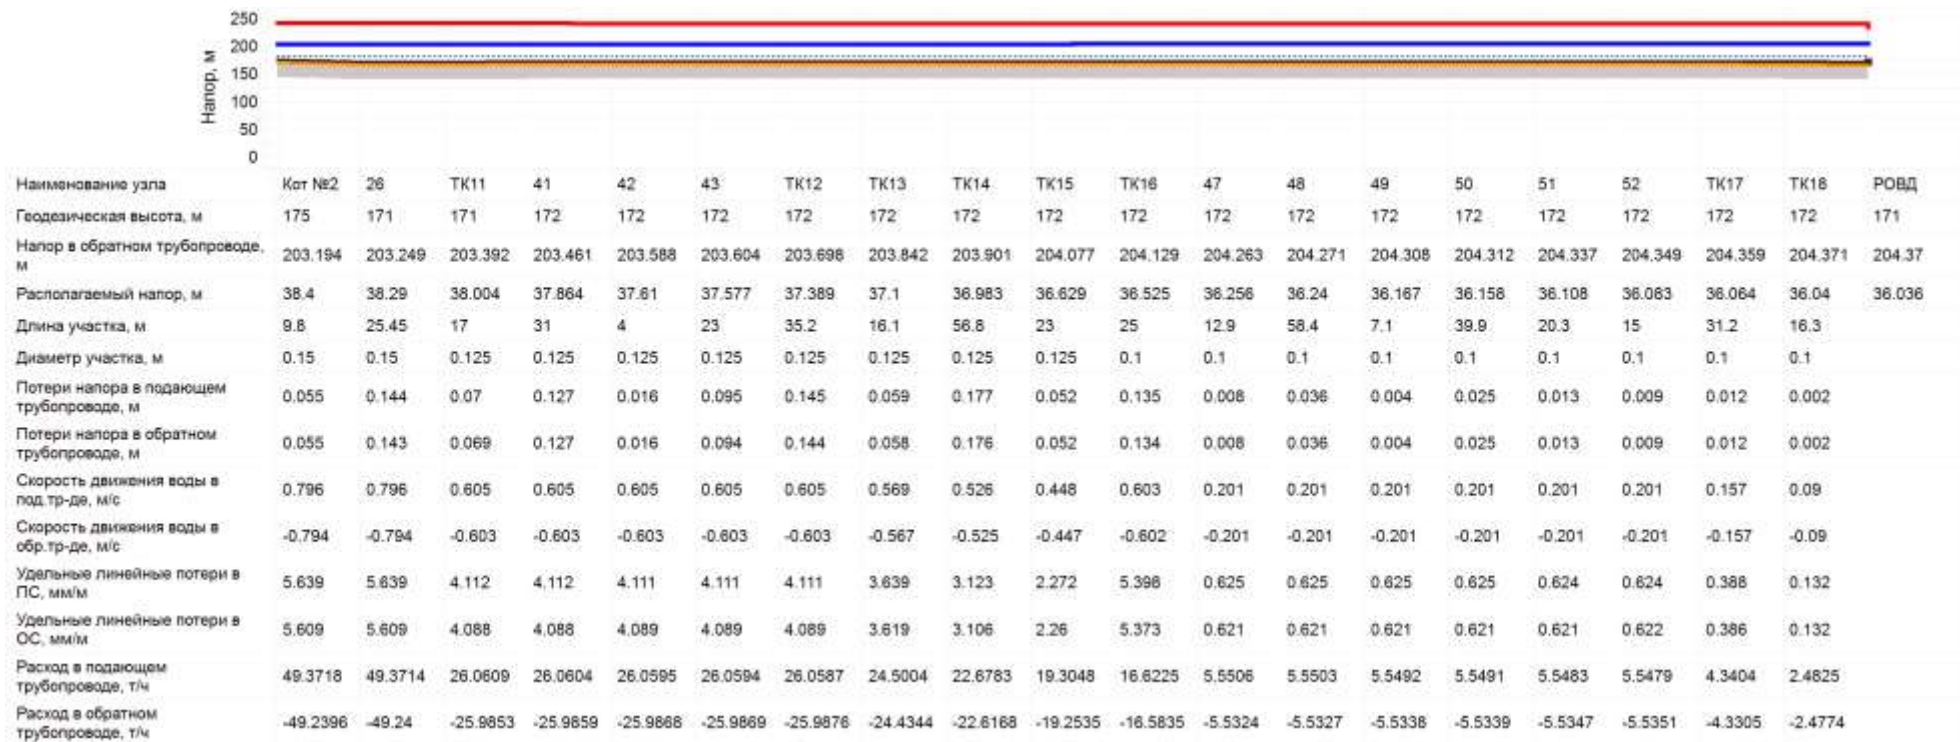 250
200
150
100
50
0
Напор, м
Наименование узла Кот №2 26 ТК11 41 42 43 ТК12 ТК13 ТК14 ТК15 ТК16 47 48 49 50 51 52 ТК17 ТК18 РОВД
Геодезическая высота, м 175 171 171 172 172 172 172 172 172 172 172 172 172 172 172 172 172 172 172 171
Напор в обратном трубопроводе,
м 203.194 203.249 203.392 203.461 203.588 203.604 203.698 203.842 203.901 204.077 204.129 204.263 204.271 204.308 204.312 204.337 204.349 204.359 204.371 204.37
Располагаемый напор, м 38.4 38.29 38.004 37.864 37.61 37.577 37.389 37.1 36.983 36.629 36.525 36.256 36.24 36.167 36.158 36.108 36.083 36.064 36.04 36.036
Длина участка, м 9.8 25.45 17 31 4 23 35.2 16.1 56.8 23 25 12.9 58.4 7.1 39.9 20.3 15 31.2 16.3
Диаметр участка, м 0.15 0.15 0.125 0.125 0.125 0.125 0.125 0.125 0.125 0.125 0.1 0.1 0.1 0.1 0.1 0.1 0.1 0.1 0.1
Потери напора в подающем
трубопроводе, м 0.055 0.144 0.07 0.127 0.016 0.095 0.145 0.059 0.177 0.052 0.135 0.008 0.036 0.004 0.025 0.013 0.009 0.012 0.002
Потери напора в обратном
трубопроводе, м 0.055 0.143 0.069 0.127 0.016 0.094 0.144 0.058 0.176 0.052 0.134 0.008 0.036 0.004 0.025 0.013 0.009 0.012 0.002
Скорость движения воды в
под.тр-де, м/с 0.796 0.796 0.605 0.605 0.605 0.605 0.605 0.569 0.526 0.448 0.603 0.201 0.201 0.201 0.201 0.201 0.201 0.157 0.09
Скорость движения воды в
обр.тр-де, м/с -0.794 -0.794 -0.603 -0.603 -0.603 -0.603 -0.603 -0.567 -0.525 -0.447 -0.602 -0.201 -0.201 -0.201 -0.201 -0.201 -0.201 -0.157 -0.09
Удельные линейные потери в
ПС, мм/м 5.639 5.639 4.112 4.112 4.111 4.111 4.111 3.639 3.123 2.272 5.398 0.625 0.625 0.625 0.625 0.624 0.624 0.388 0.132
Удельные линейные потери в
ОС, мм/м 5.609 5.609 4.088 4.088 4.089 4.089 4.089 3.619 3.106 2.26 5.373 0.621 0.621 0.621 0.621 0.621 0.622 0.386 0.132
Расход в подающем
трубопроводе, т/ч 49.3718 49.3714 26.0609 26.0604 26.0595 26.0594 26.0587 24.5004 22.6783 19.3048 16.6225 5.5506 5.5503 5.5492 5.5491 5.5483 5.5479 4.3404 2.4825
Расход в обратном
трубопроводе, т/ч -49.2396 -49.24 -25.9853 -25.9859 -25.9868 -25.9869 -25.9876 -24.4344 -22.6168 -19.2535 -16.5835 -5.5324 -5.5327 -5.5338 -5.5339 -5.5347 -5.5351 -4.3305 -2.4774